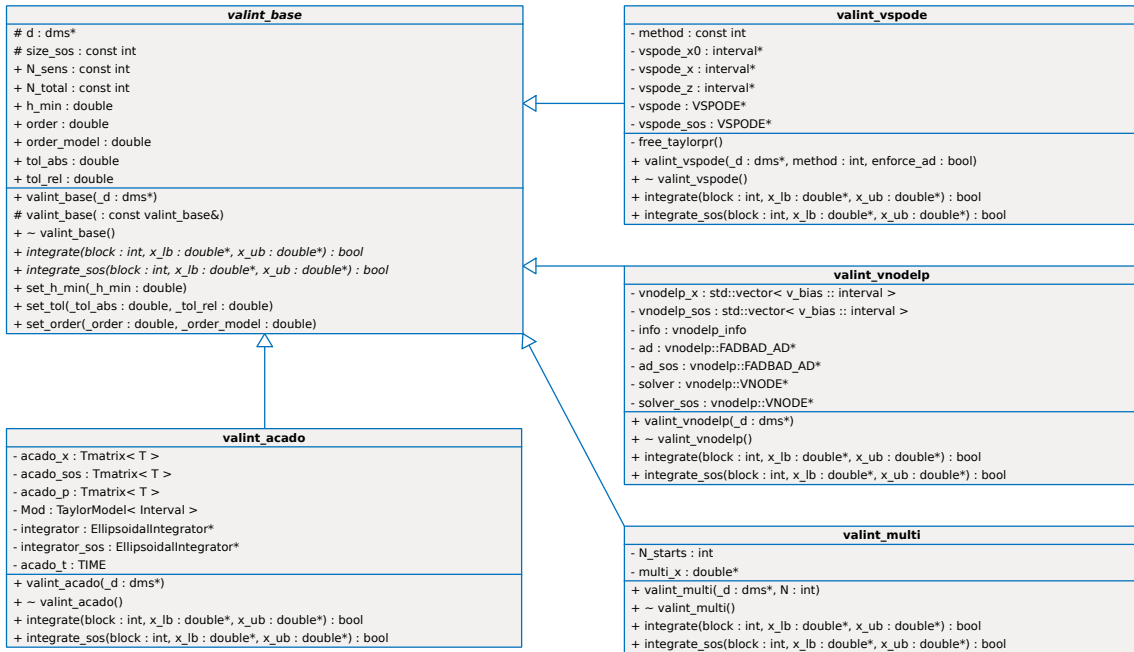 valint_base
# d : dms*
# size_sos : const int
+ N_sens : const int
+ N_total : const int
+ h_min : double
+ order : double
+ order_model : double
+ tol_abs : double
+ tol_rel : double
+ valint_base(_d : dms*)
# valint_base( : const valint_base&)
+ ~ valint_base()
+ integrate(block : int, x_lb : double*, x_ub : double*) : bool
+ integrate_sos(block : int, x_lb : double*, x_ub : double*) : bool
+ set_h_min(_h_min : double)
+ set_tol(_tol_abs : double, _tol_rel : double)
+ set_order(_order : double, _order_model : double)
valint_vspode
- method : const int
- vspode_x0 : interval*
- vspode_x : interval*
- vspode_z : interval*
- vspode : VSPODE*
- vspode_sos : VSPODE*
- free_taylorpr()
+ valint_vspode(_d : dms*, method : int, enforce_ad : bool)
+ ~ valint_vspode()
+ integrate(block : int, x_lb : double*, x_ub : double*) : bool
+ integrate_sos(block : int, x_lb : double*, x_ub : double*) : bool
valint_vnodelp
- vnodelp_x : std::vector< v_bias :: interval >
- vnodelp_sos : std::vector< v_bias :: interval >
- info : vnodelp_info
- ad : vnodelp::FADBAD_AD*
- ad_sos : vnodelp::FADBAD_AD*
- solver : vnodelp::VNODE*
- solver_sos : vnodelp::VNODE*
+ valint_vnodelp(_d : dms*)
+ ~ valint_vnodelp()
+ integrate(block : int, x_lb : double*, x_ub : double*) : bool
+ integrate_sos(block : int, x_lb : double*, x_ub : double*) : bool
valint_acado
- acado_x : Tmatrix< T >
- acado_sos : Tmatrix< T >
- acado_p : Tmatrix< T >
- Mod : TaylorModel< Interval >
- integrator : EllipsoidalIntegrator*
- integrator_sos : EllipsoidalIntegrator*
- acado_t : TIME
+ valint_acado(_d : dms*)
+ ~ valint_acado()
+ integrate(block : int, x_lb : double*, x_ub : double*) : bool
+ integrate_sos(block : int, x_lb : double*, x_ub : double*) : bool
valint_multi
- N_starts : int
- multi_x : double*
+ valint_multi(_d : dms*, N : int)
+ ~ valint_multi()
+ integrate(block : int, x_lb : double*, x_ub : double*) : bool
+ integrate_sos(block : int, x_lb : double*, x_ub : double*) : bool